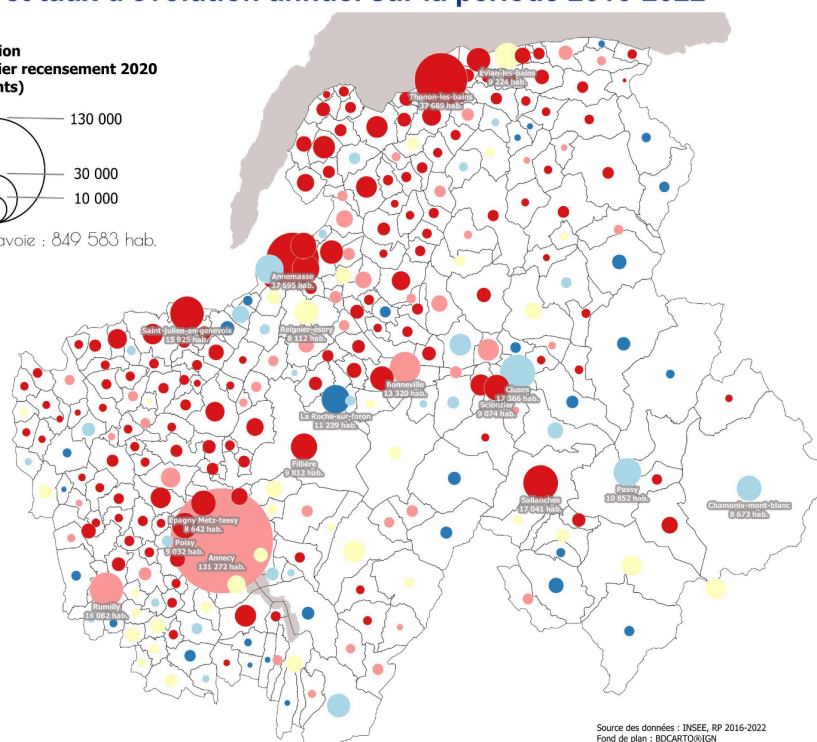 et taux d'évolution annuel sur la période 2016-2022
ion
ier recensement 2020
nts)
130 000
30 000
10 000
avoie : 849 583 hab.
Évian-les-bains
9 224 hab.
Thonon-les-bains
37 689 hab.
Annemasse
37 595 hab.
Saint-Julien-en-genevois
15 925 hab.
Reignier-ésery
8 112 hab.
Bonneville
13 320 hab.
Cluses
17 366 hab.
Scionzier
9 074 hab.
La Roche-sur-foron
11 239 hab.
Fillière
9 812 hab.
Sallanches
17 041 hab.
Passy
10 852 hab.
Chamonix-mont-blanc
8 673 hab.
Epagny Metz-tessy
8 642 hab.
Poisy
9 032 hab.
Annecy
131 272 hab.
Rumilly
16 082 hab.
Source des données : INSEE, RP 2016-2022
Fond de plan : BDCARTO®IGN